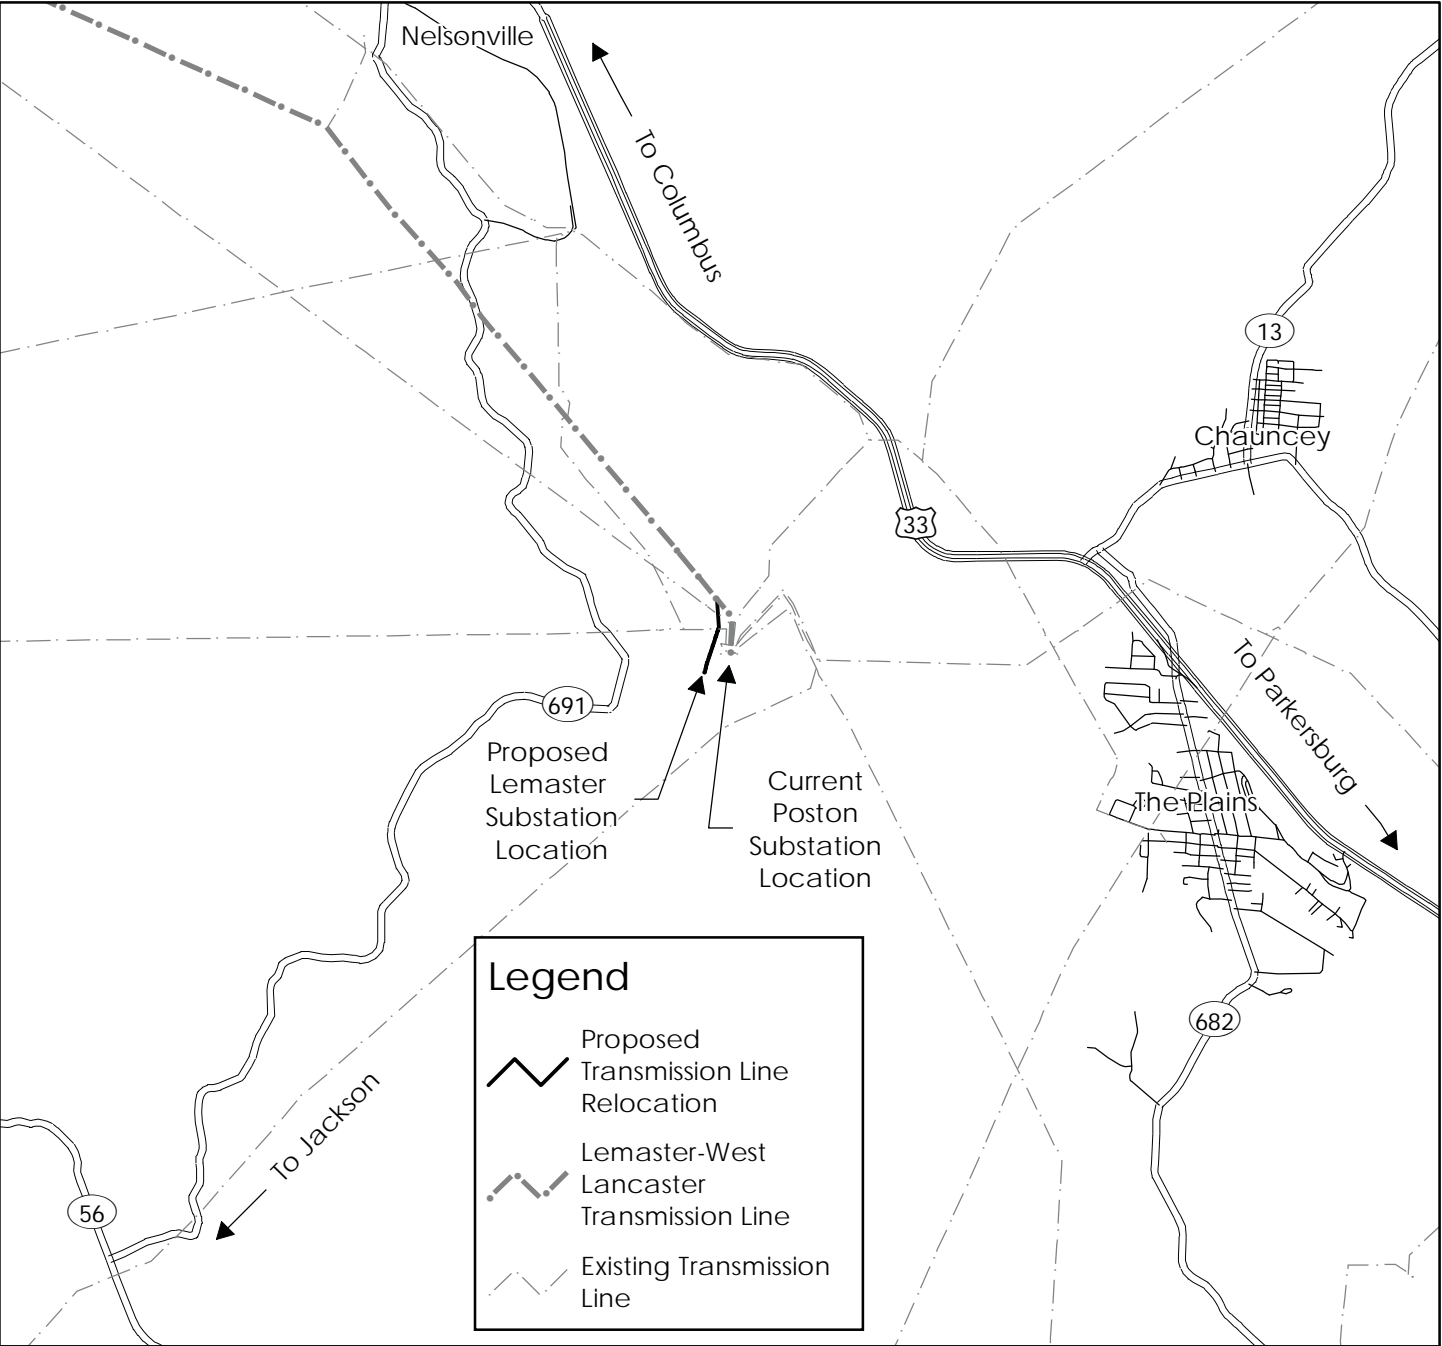 Nelsonville
To Columbus
13
Chauncey
33
To Parkersburg
691
Proposed
Lemaster
Substation
Location
Current
Poston
Substation
Location
The Plains
682
To Jackson
56
Legend
Proposed
Transmission Line
Relocation
Lemaster-West
Lancaster
Transmission Line
Existing Transmission
Line